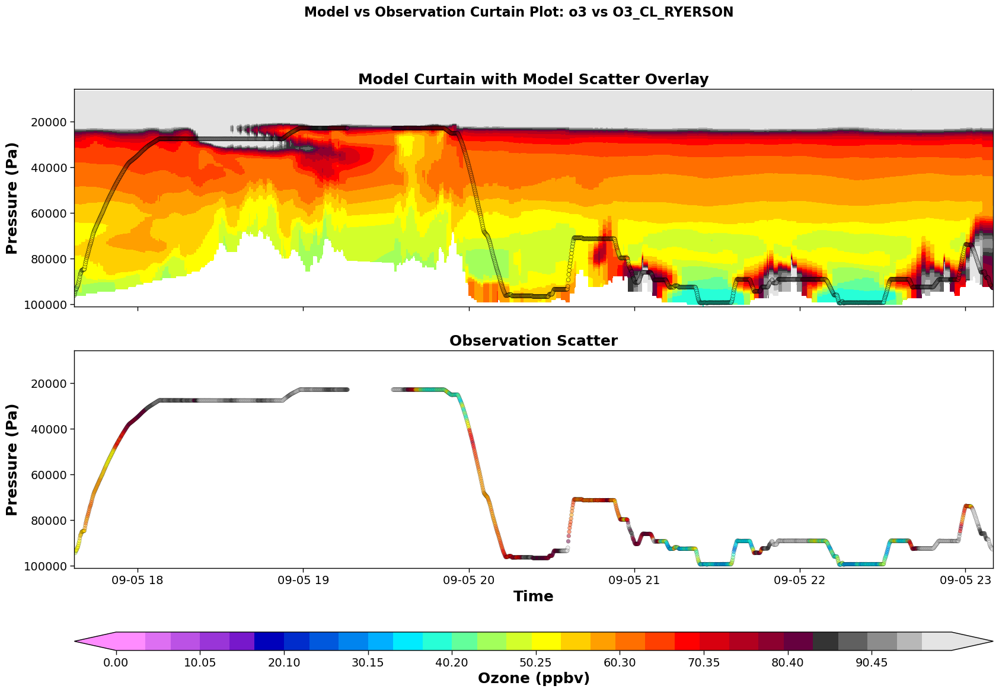 Model vs Observation Curtain Plot: o3 vs O3_CL_RYERSON
Model Curtain with Model Scatter Overlay
Pressure (Pa)
20000
40000
60000
80000
100000
Observation Scatter
Pressure (Pa)
20000
40000
60000
80000
100000
09-05 18 09-05 19 09-05 20 09-05 21 09-05 22 09-05 23
Time
0.00 10.05 20.10 30.15 40.20 50.25 60.30 70.35 80.40 90.45
Ozone (ppbv)